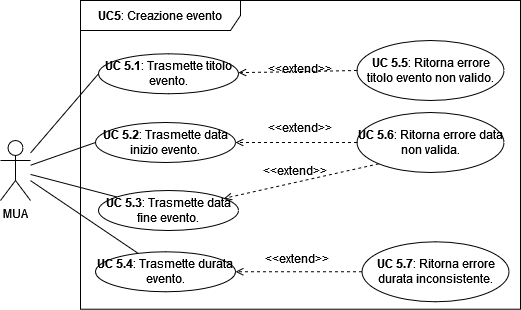 UC5: Creazione evento
UC 5.1: Trasmette titolo
evento.
<<extend>>
UC 5.5: Ritorna errore
titolo evento non valido.
UC 5.2: Trasmette data
inizio evento.
<<extend>>
UC 5.6: Ritorna errore data
non valida.
<<extend>>
MUA
UC 5.3: Trasmette data
fine evento.
UC 5.4: Trasmette durata
evento.
<<extend>>
UC 5.7: Ritorna errore
durata inconsistente.